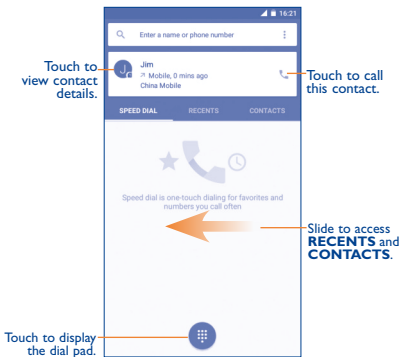 16:21
Enter a name or phone number
Jim
Mobile, 0 mins ago
China Mobile
Touch to
view contact
details.
Touch to call
this contact.
SPEED DIAL RECENTS CONTACTS
Speed dial is one-touch dialing for favorites and
numbers you call often
Slide to access
RECENTS and
CONTACTS.
Touch to display
the dial pad.